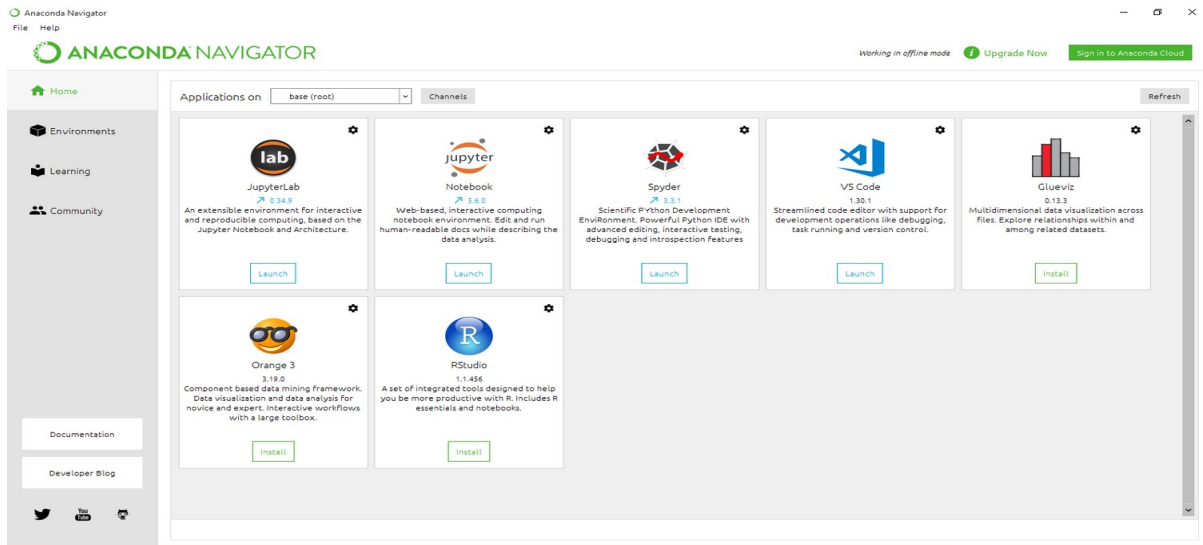 Anaconda Navigator
File Help
ANACONDA NAVIGATOR
Working in offline mode
i
Upgrade Now
Sign in to Anaconda Cloud
Home
Environments
Learning
Community
Documentation
Developer Blog
You
Tube
Applications on
base (root)
Channels
Refresh
lab
JupyterLab
0.34.9
An extensible environment for interactive
and reproducible computing, based on the
Jupyter Notebook and Architecture.
Launch
jupyter
Notebook
5.6.0
Web-based, interactive computing
notebook environment. Edit and run
human-readable docs while describing the
data analysis.
Launch
Spyder
3.3.1
Scientific PYthon Development
EnviRonment. Powerful Python IDE with
advanced editing, interactive testing,
debugging and introspection features
Launch
VS Code
1.30.1
Streamlined code editor with support for
development operations like debugging,
task running and version control.
Launch
Glueviz
0.13.3
Multidimensional data visualization across
files. Explore relationships within and
among related datasets.
Install
Orange 3
3.19.0
Component based data mining framework.
Data visualization and data analysis for
novice and expert. Interactive workflows
with a large toolbox.
Install
R
RStudio
1.1.456
A set of integrated tools designed to help
you be more productive with R. Includes R
essentials and notebooks.
Install